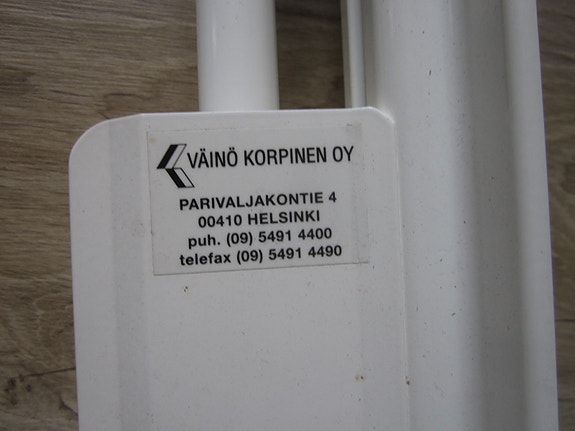 VÄINÖ KORPINEN OY
PARIVALJAKONTIE 4
00410 HELSINKI
puh. (09) 5491 4400
telefax (09) 5491 4490